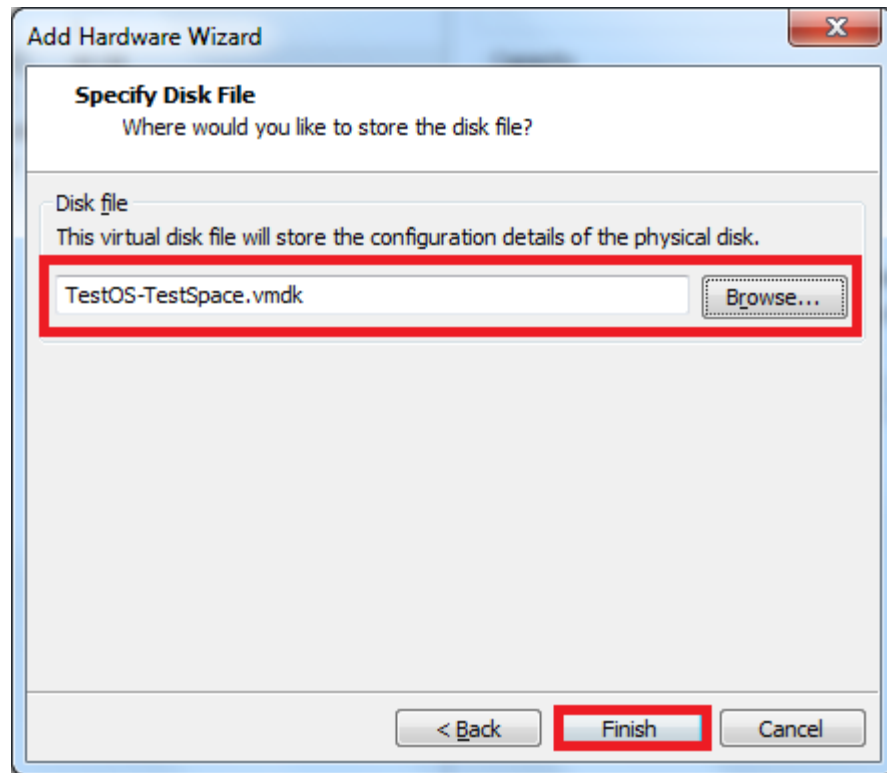 Add Hardware Wizard
Specify Disk File
Where would you like to store the disk file?
Disk file
This virtual disk file will store the configuration details of the physical disk.
TestOS-TestSpace.vmdk
Browse...
< Back
Finish
Cancel